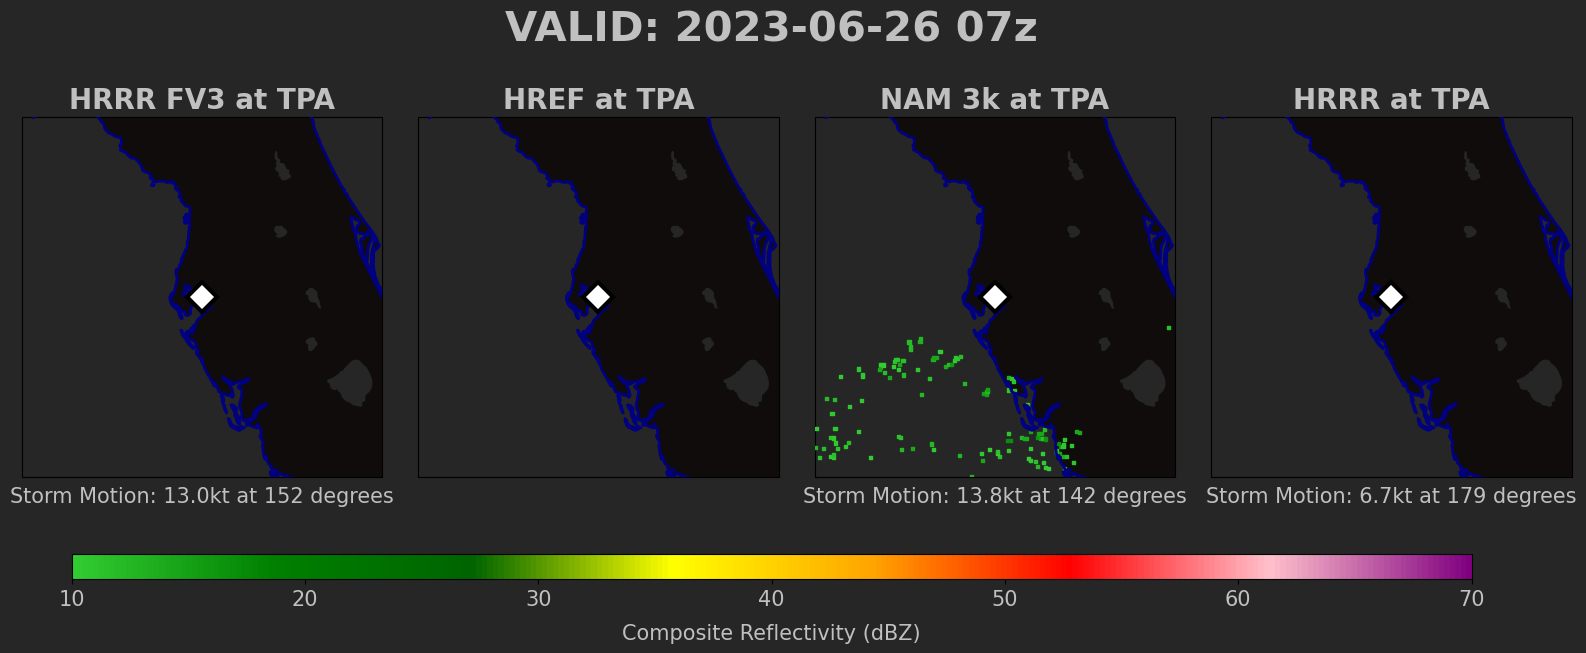 VALID: 2023-06-26 07z
HRRR FV3 at TPA
HREF at TPA
NAM 3k at TPA
HRRR at TPA
Storm Motion: 13.0kt at 152 degrees
Storm Motion: 13.8kt at 142 degrees
Storm Motion: 6.7kt at 179 degrees
10 20 30 40 50 60 70
Composite Reflectivity (dBZ)